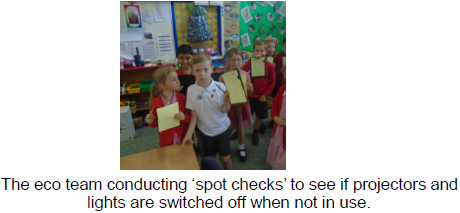 The eco team conducting ‘spot checks’ to see if projectors and
lights are switched off when not in use.